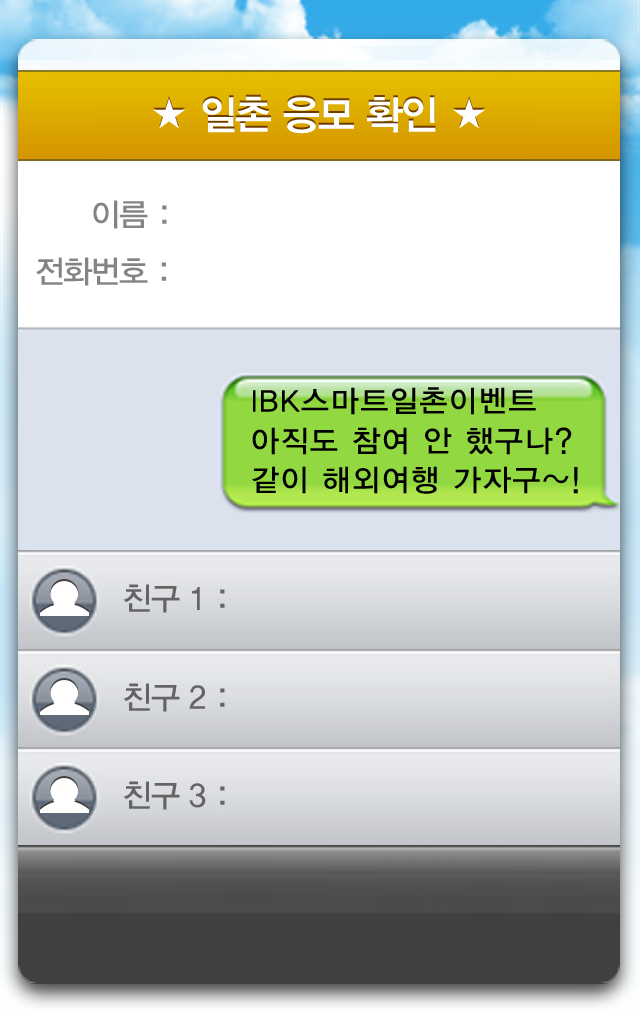 ★ 일촌 응모 확인 ★
이름 :
전화번호 :
IBK스마트일촌이벤트
아직도 참여 안 했구나?
같이 해외여행 가자구~!
친구 1 :
친구 2 :
친구 3 :